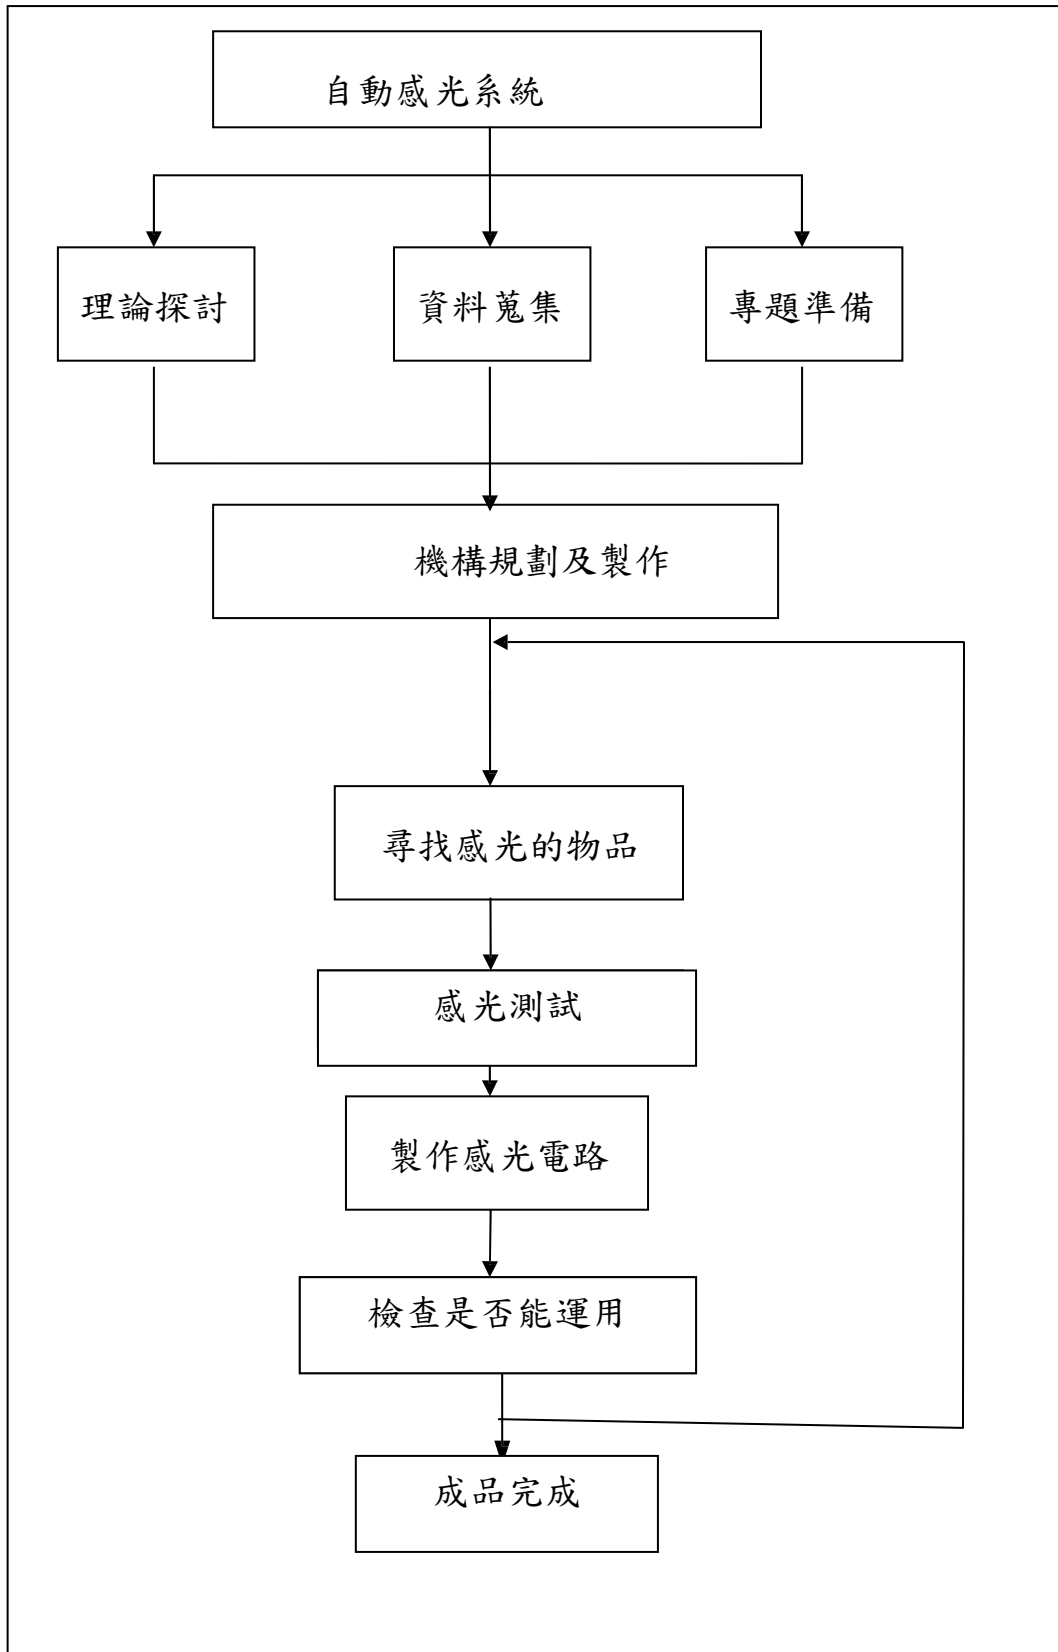 自動感光系統
理論探討
資料蒐集
專題準備
機構規劃及製作
尋找感光的物品
感光測試
製作感光電路
檢查是否能運用
成品完成